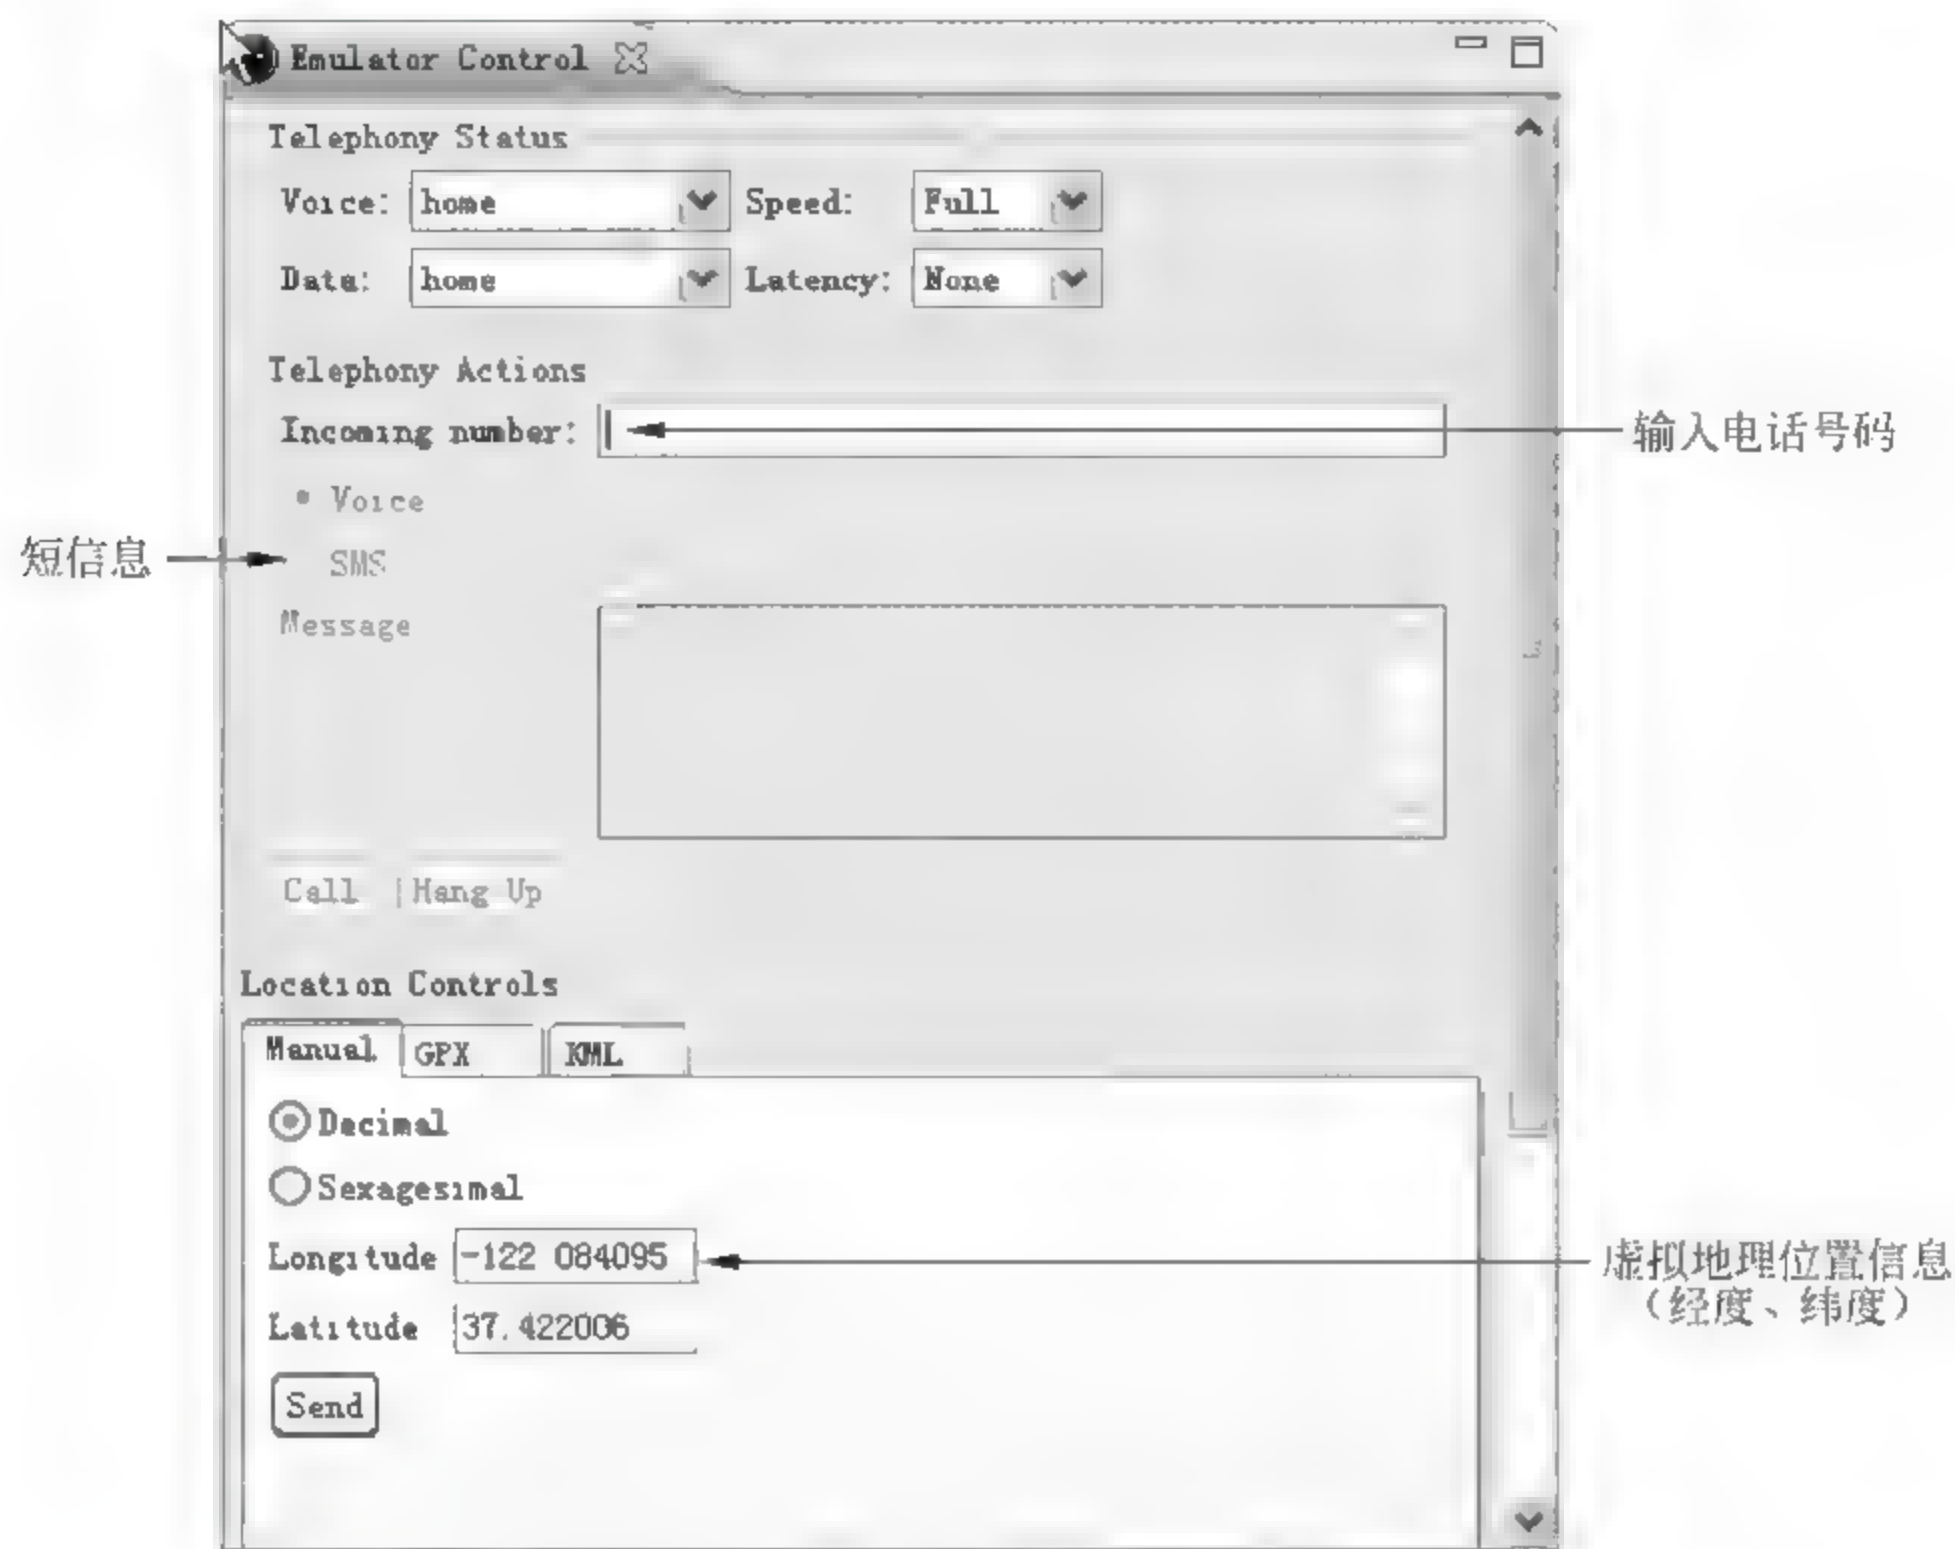 Emulator Control
Telephony Status
Voice: home Speed: Full
Data: home Latency: None
Telephony Actions
Incoming number:
输入电话号码
Voice
短信息
SMS
Message
Call Hang Up
Location Controls
Manual GPX KML
Decimal
Sexagesimal
Longitude -122 084095
虚拟地理位置信息
（经度、纬度）
Latitude 37.422006
Send